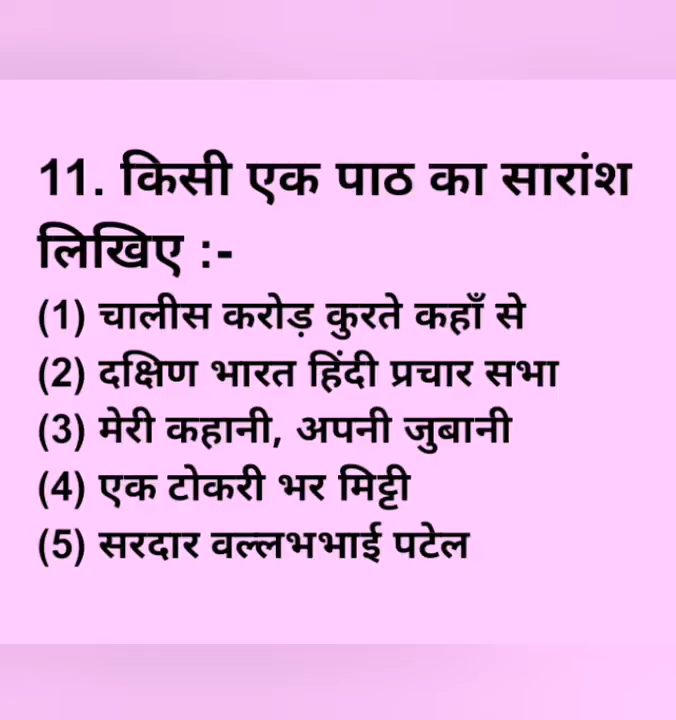 11. किसी एक पाठ का सारांश
लिखिए :-
(1) चालीस करोड़ कुरते कहाँ से
(2) दक्षिण भारत हिंदी प्रचार सभा
(3) मेरी कहानी, अपनी जुबानी
(4) एक टोकरी भर मिट्टी
(5) सरदार वल्लभभाई पटेल